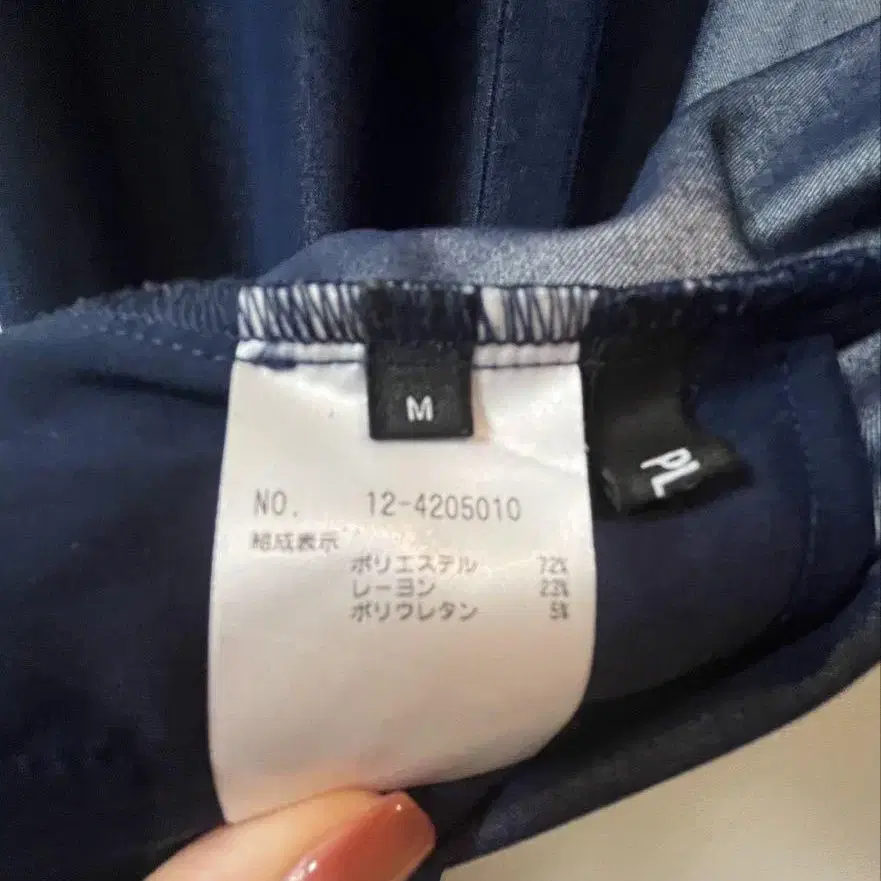 M
PL
NO. 12-4205010
組成表示
ポリエステル 72%
レーヨン 23%
ポリウレタン 5%